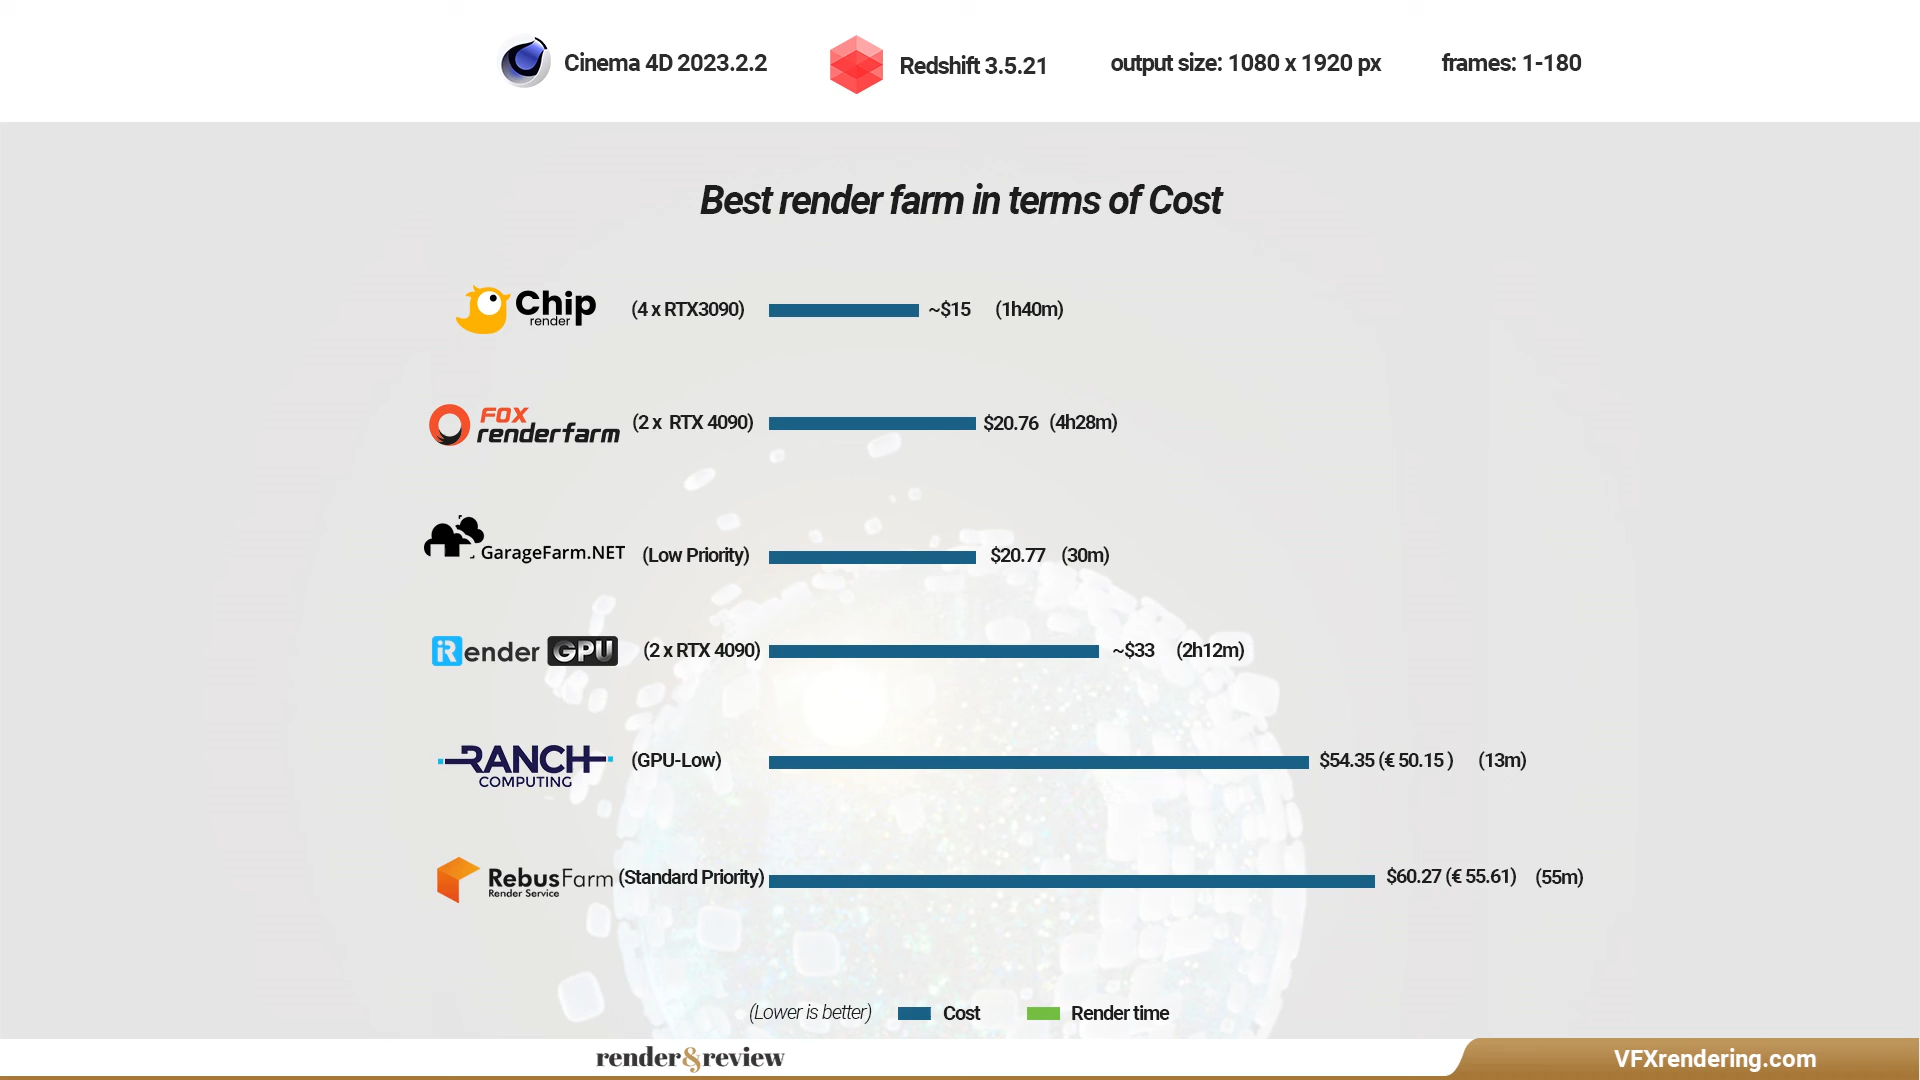 Cinema 4D 2023.2.2 Redshift 3.5.21 output size: 1080 x 1920 px frames: 1-180
Best render farm in terms of Cost
Chip render (4 x RTX3090) ~$15 (1h40m)
FOX renderfarm (2 x RTX 4090) $20.76 (4h28m)
GarageFarm.NET (Low Priority) $20.77 (30m)
iRender GPU (2 x RTX 4090) ~$33 (2h12m)
RANCH COMPUTING (GPU-Low) $54.35 (€ 50.15 ) (13m)
RebusFarm Render Service (Standard Priority) $60.27 (€ 55.61) (55m)
(Lower is better) Cost Render time
render&review VFXrendering.com